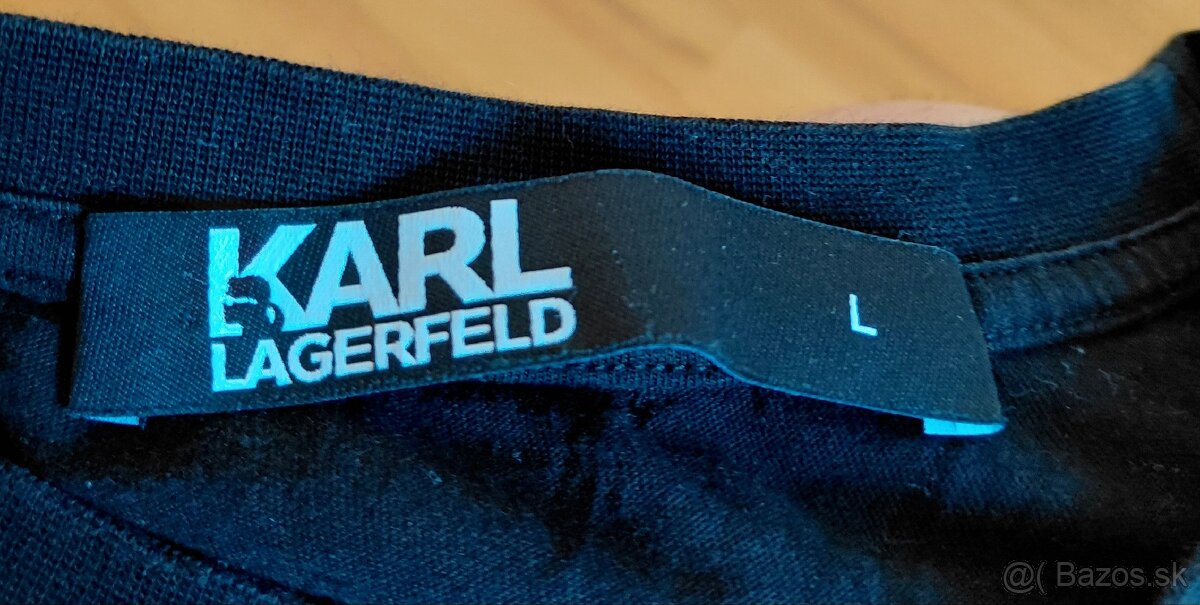 KARL
LAGERFELD
L
@( Bazos.sk